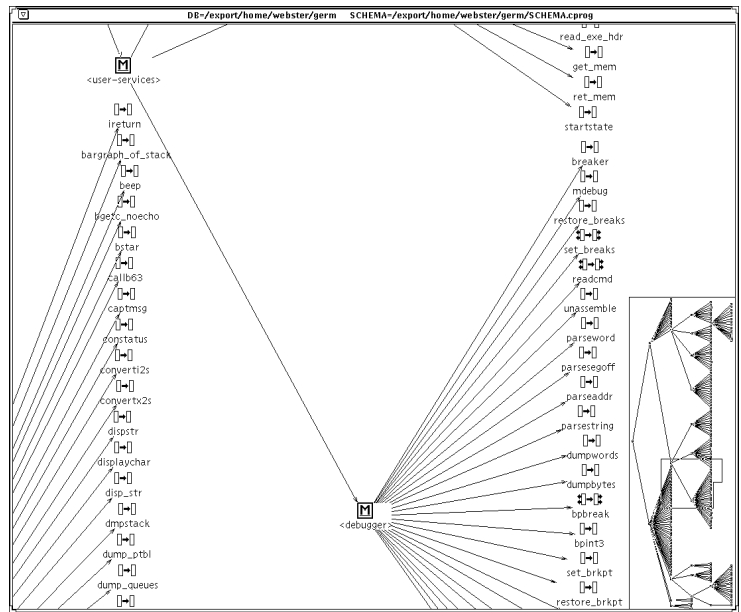 DB=/export/home/webster/germ SCHEMA=/export/home/webster/germ/SCHEMA.cprog
M
<user-services>
ireturn
bargraph_of_stack
beep
bgetc_noecho
bstar
callb63
captmsg
constatus
converti2s
convertx2s
dispstr
displaychar
disp_str
dmpstack
dump_ptbl
dump_queues
M
<debugger>
read_exe_hdr
get_mem
ret_mem
startstate
breaker
mdebug
restore_breaks
set_breaks
readcmd
unassemble
parseword
parsesegoff
parseaddr
parsestring
dumpwords
dumpbytes
bpbreak
bpint3
set_brkpt
restore_brkpt